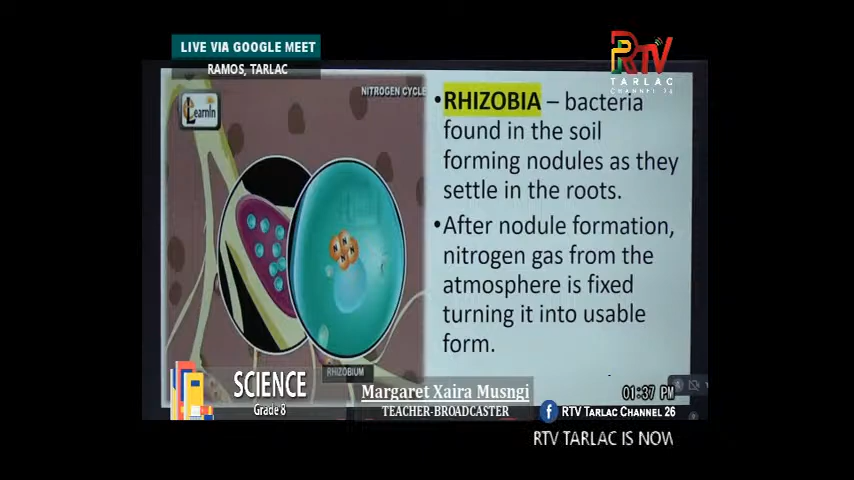 LIVE VIA GOOGLE MEET
RAMOS, TARLAC
RTV
TARLAC
CHANNEL 26
LearnIn
NITROGEN CYCLE
• RHIZOBIA – bacteria
found in the soil
forming nodules as they
settle in the roots.
• After nodule formation,
nitrogen gas from the
atmosphere is fixed
turning it into usable
form.
N N
N N
RHIZOBIUM
SCIENCE
Grade 8
Margaret Xaira Musngi
TEACHER-BROADCASTER
01:37 PM
f RTV TARLAC CHANNEL 26
RTV TARLAC IS NOW